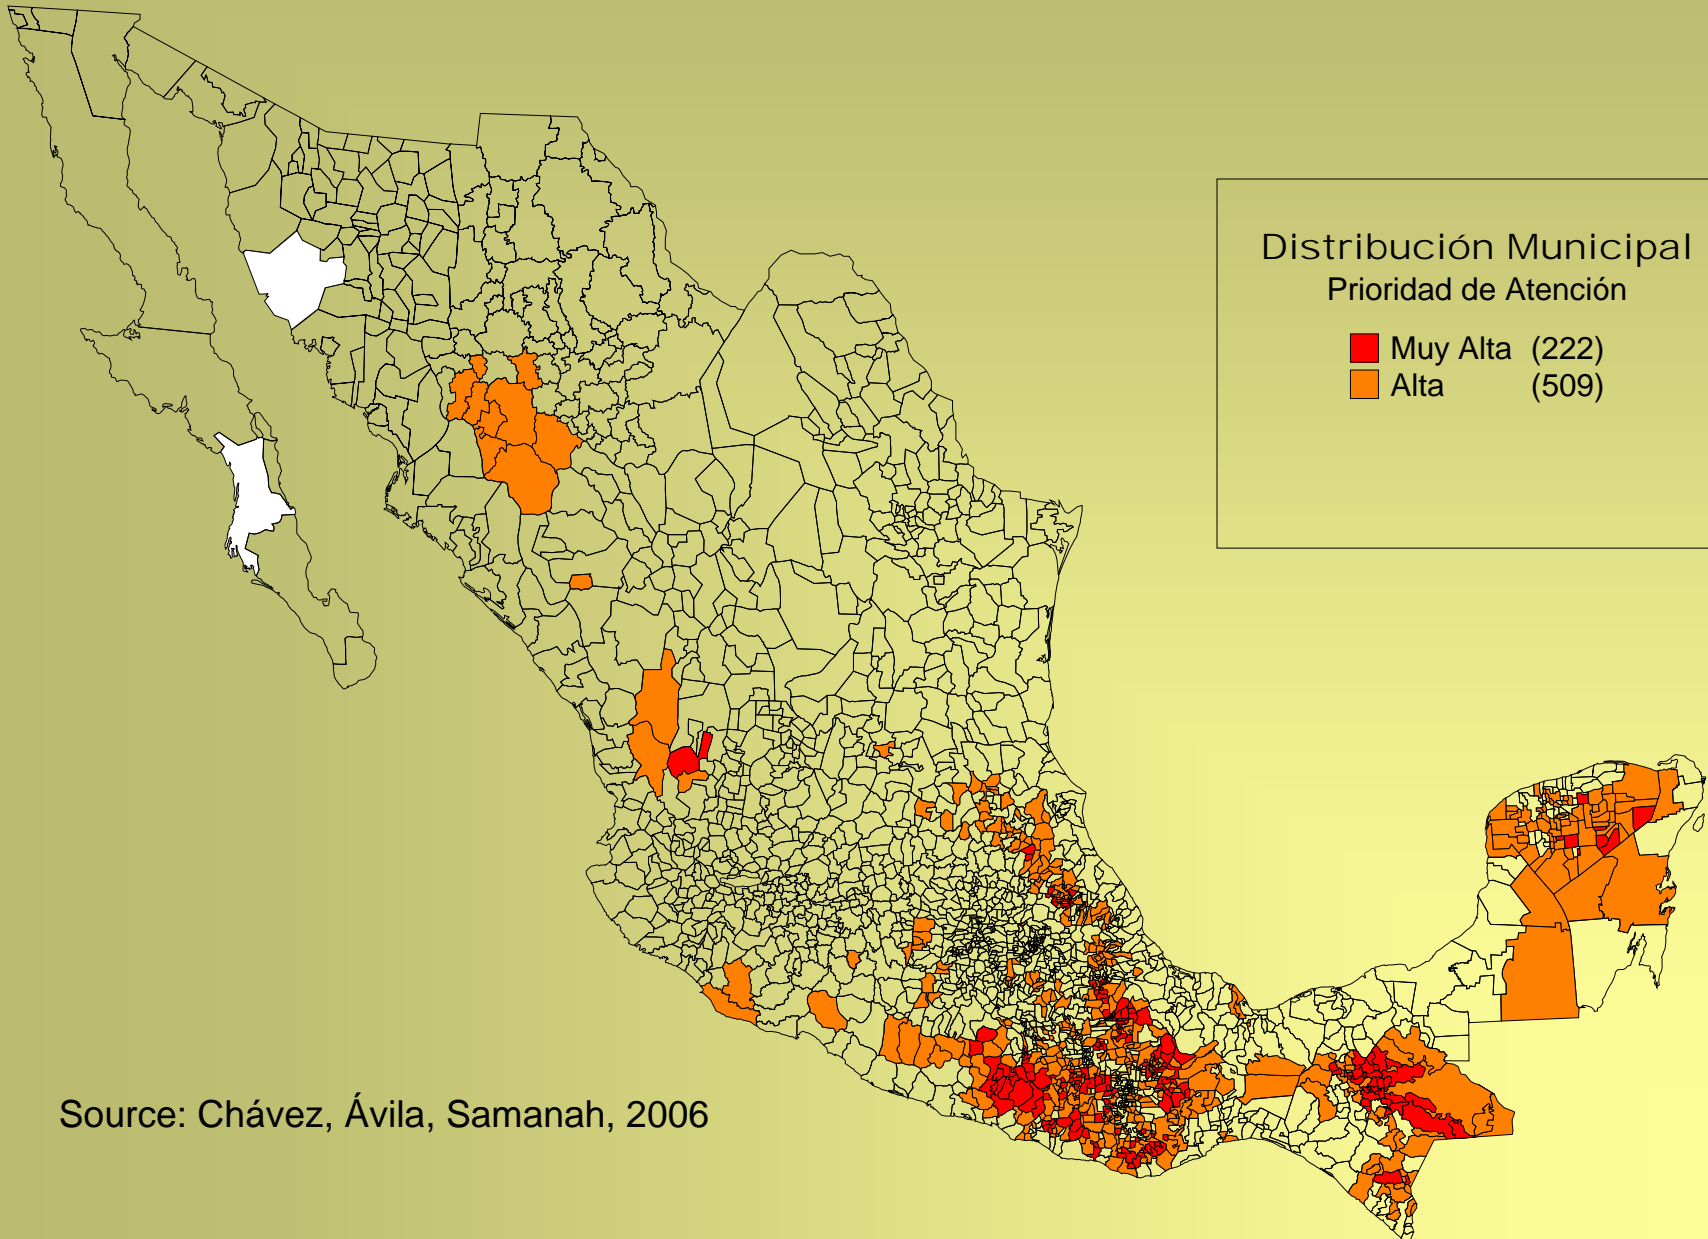 Distribución Municipal
Prioridad de Atención
Muy Alta (222)
Alta (509)
Source: Chávez, Ávila, Samanah, 2006